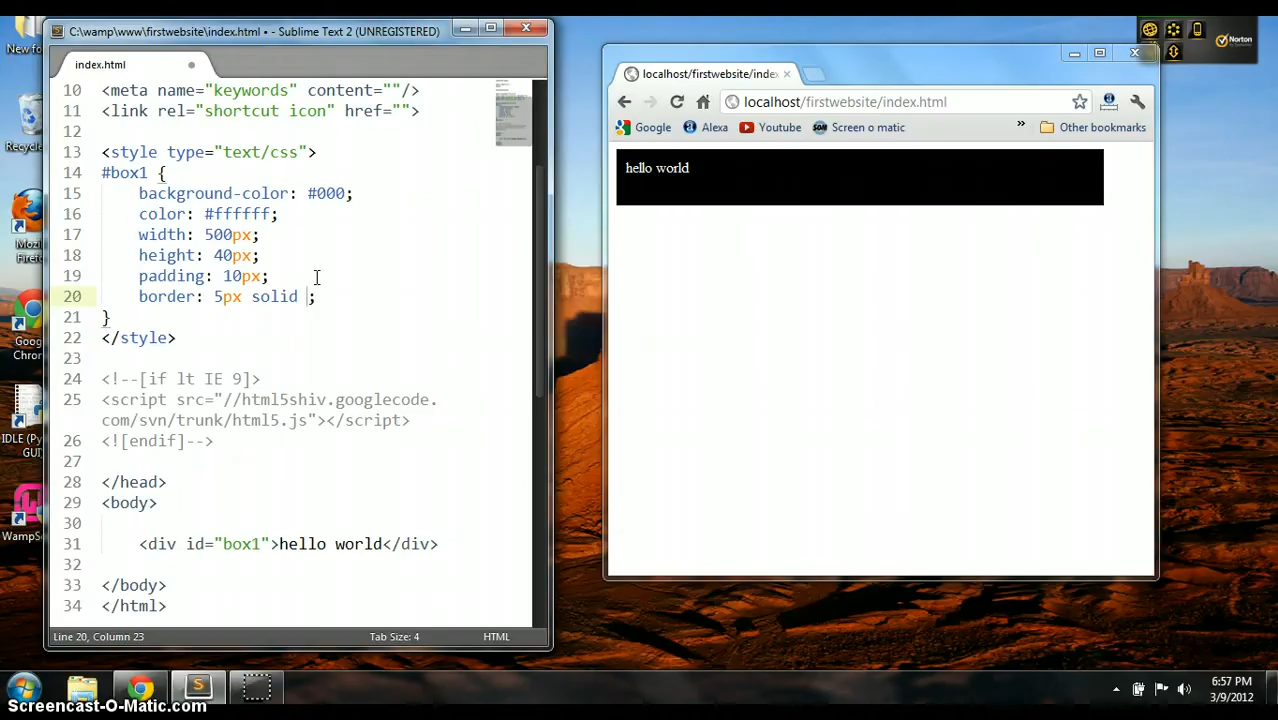 New fo
Recycle
Mozi
Firef
Goog
Chron
IDLE (Py
GUI)
WampS
C:\wamp\www\firstwebsite\index.html • - Sublime Text 2 (UNREGISTERED)
index.html
10 <meta name="keywords" content=""/>
11 <link rel="shortcut icon" href="">
12
13 <style type="text/css">
14 #box1 {
15 background-color: #000;
16 color: #ffffff;
17 width: 500px;
18 height: 40px;
19 padding: 10px;
20 border: 5px solid ;
21 }
22 </style>
23
24 <!--[if lt IE 9]>
25 <script src="//html5shiv.googlecode.
com/svn/trunk/html5.js"></script>
26 <![endif]-->
27
28 </head>
29 <body>
30
31 <div id="box1">hello world</div>
32
33 </body>
34 </html>
Line 20, Column 23 Tab Size: 4 HTML
localhost/firstwebsite/index
localhost/firstwebsite/index.html
Google Alexa Youtube Screen o matic » Other bookmarks
hello world
Norton
6:57 PM
3/9/2012
Screencast-O-Matic.com